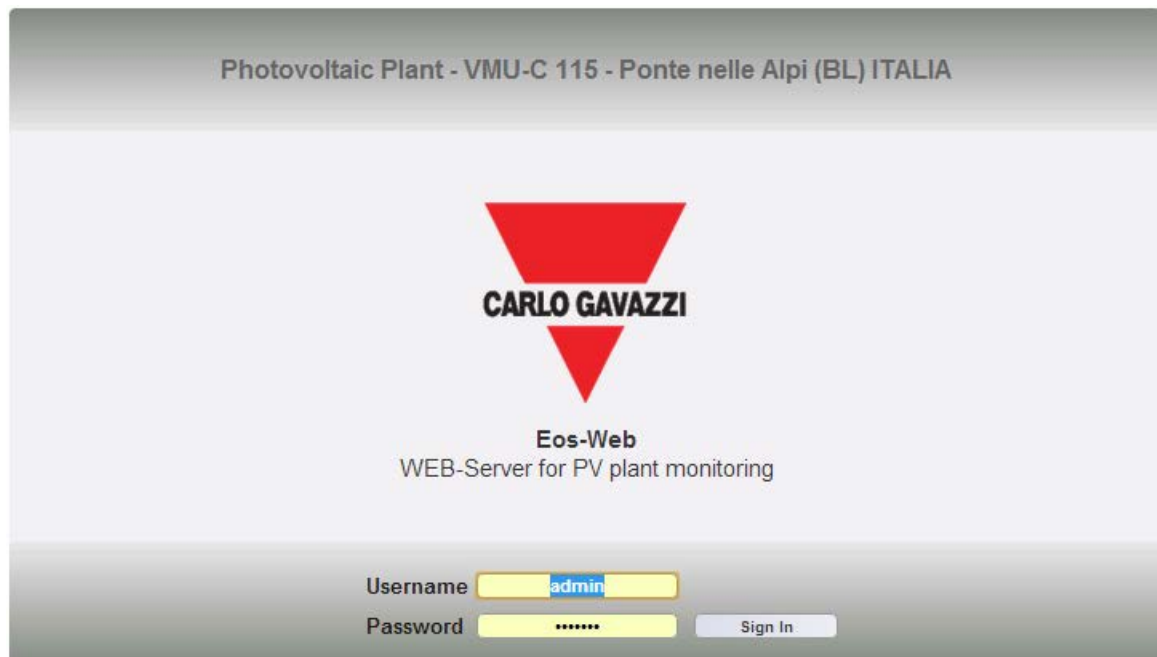 Photovoltaic Plant - VMU-C 115 - Ponte nelle Alpi (BL) ITALIA
CARLO GAVAZZI
Eos-Web
WEB-Server for PV plant monitoring
Username admin
Password ••••••• Sign In